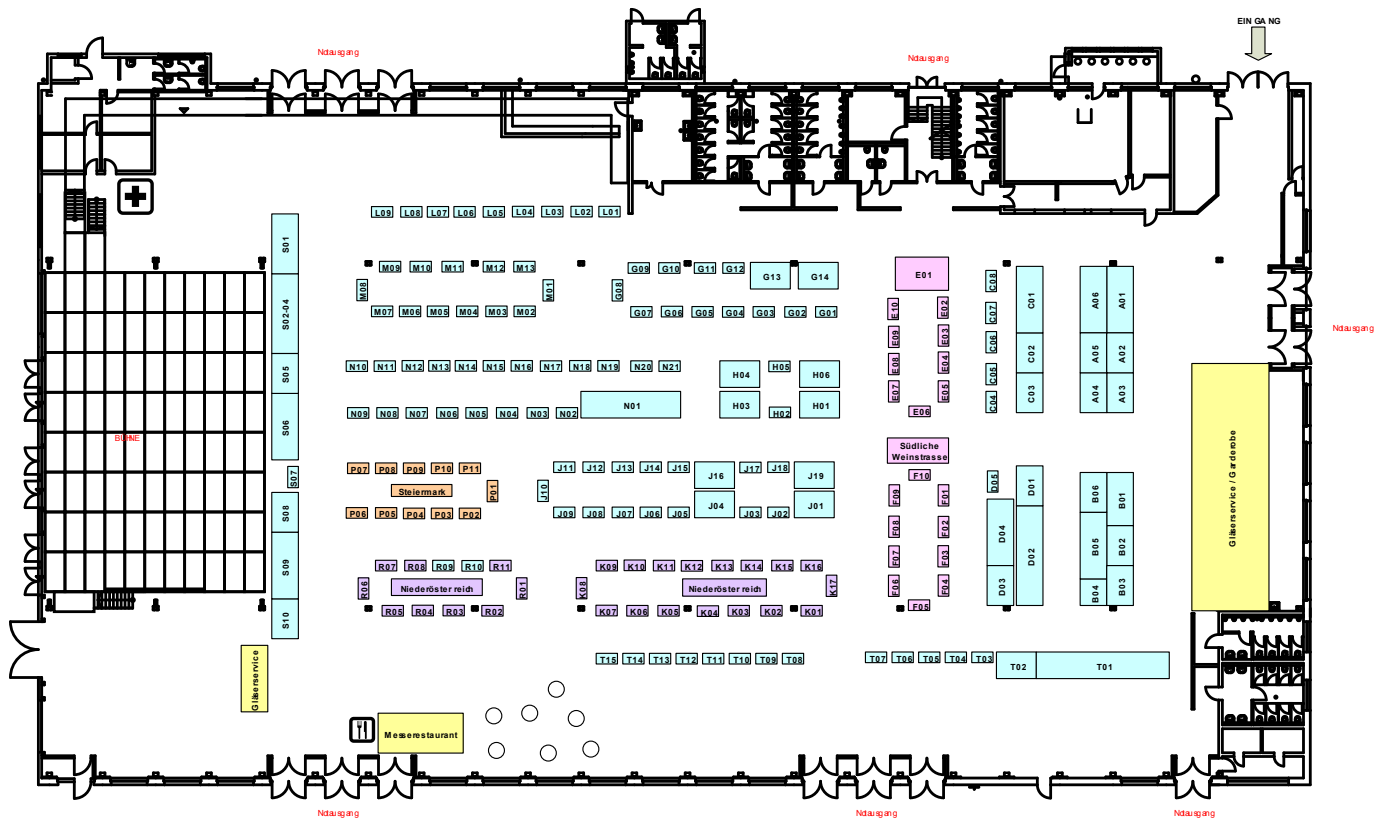 EIN GANG
Notausgang
Notausgang
L09 L08 L07 L06 L05 L04 L03 L02 L01
S01
M09 M10 M11 M12 M13
G09 G10 G11 G12
G13 G14
E01
C08
C01
A06
A01
M08
M01
G08
E10
E02
C07
S02-04
M07 M06 M05 M04 M03 M02
G07 G06 G05 G04 G03 G02 G01
Notausgang
E09
E03
C06
C02
A05
A02
N10 N11 N12 N13 N14 N15 N16 N17 N18 N19 N20 N21
H04 H05 H06
E08
E04
S05
C05
C03
A04
A03
E07
E05
C04
N09 N08 N07 N06 N05 N04 N03 N02 N01
H03 H02 H01
E06
S06
BÜHNE
Südliche
Weinstrasse
Gläserservice / Garderobe
P07 P08 P09 P10 P11
J11 J12 J13 J14 J15 J16 J17 J18 J19
F10
S07
D05
D01
B06
B01
Steiermark
P01
J10
F09
F01
P06 P05 P04 P03 P02
J09 J08 J07 J06 J05 J04 J03 J02 J01
S08
F08
F02
D04
D02
B05
B02
R07 R08 R09 R10 R11
K09 K10 K11 K12 K13 K14 K15 K16
S09
F07
F03
R06
Niederöster reich
R01
K08
Niederöster reich
K17
F06
F04
D03
B04
B03
R05 R04 R03 R02
K07 K06 K05 K04 K03 K02 K01
F05
S10
T15 T14 T13 T12 T11 T10 T09 T08
T07 T06 T05 T04 T03 T02 T01
Gläserservice
Messerestaurant
Notausgang
Notausgang
Notausgang